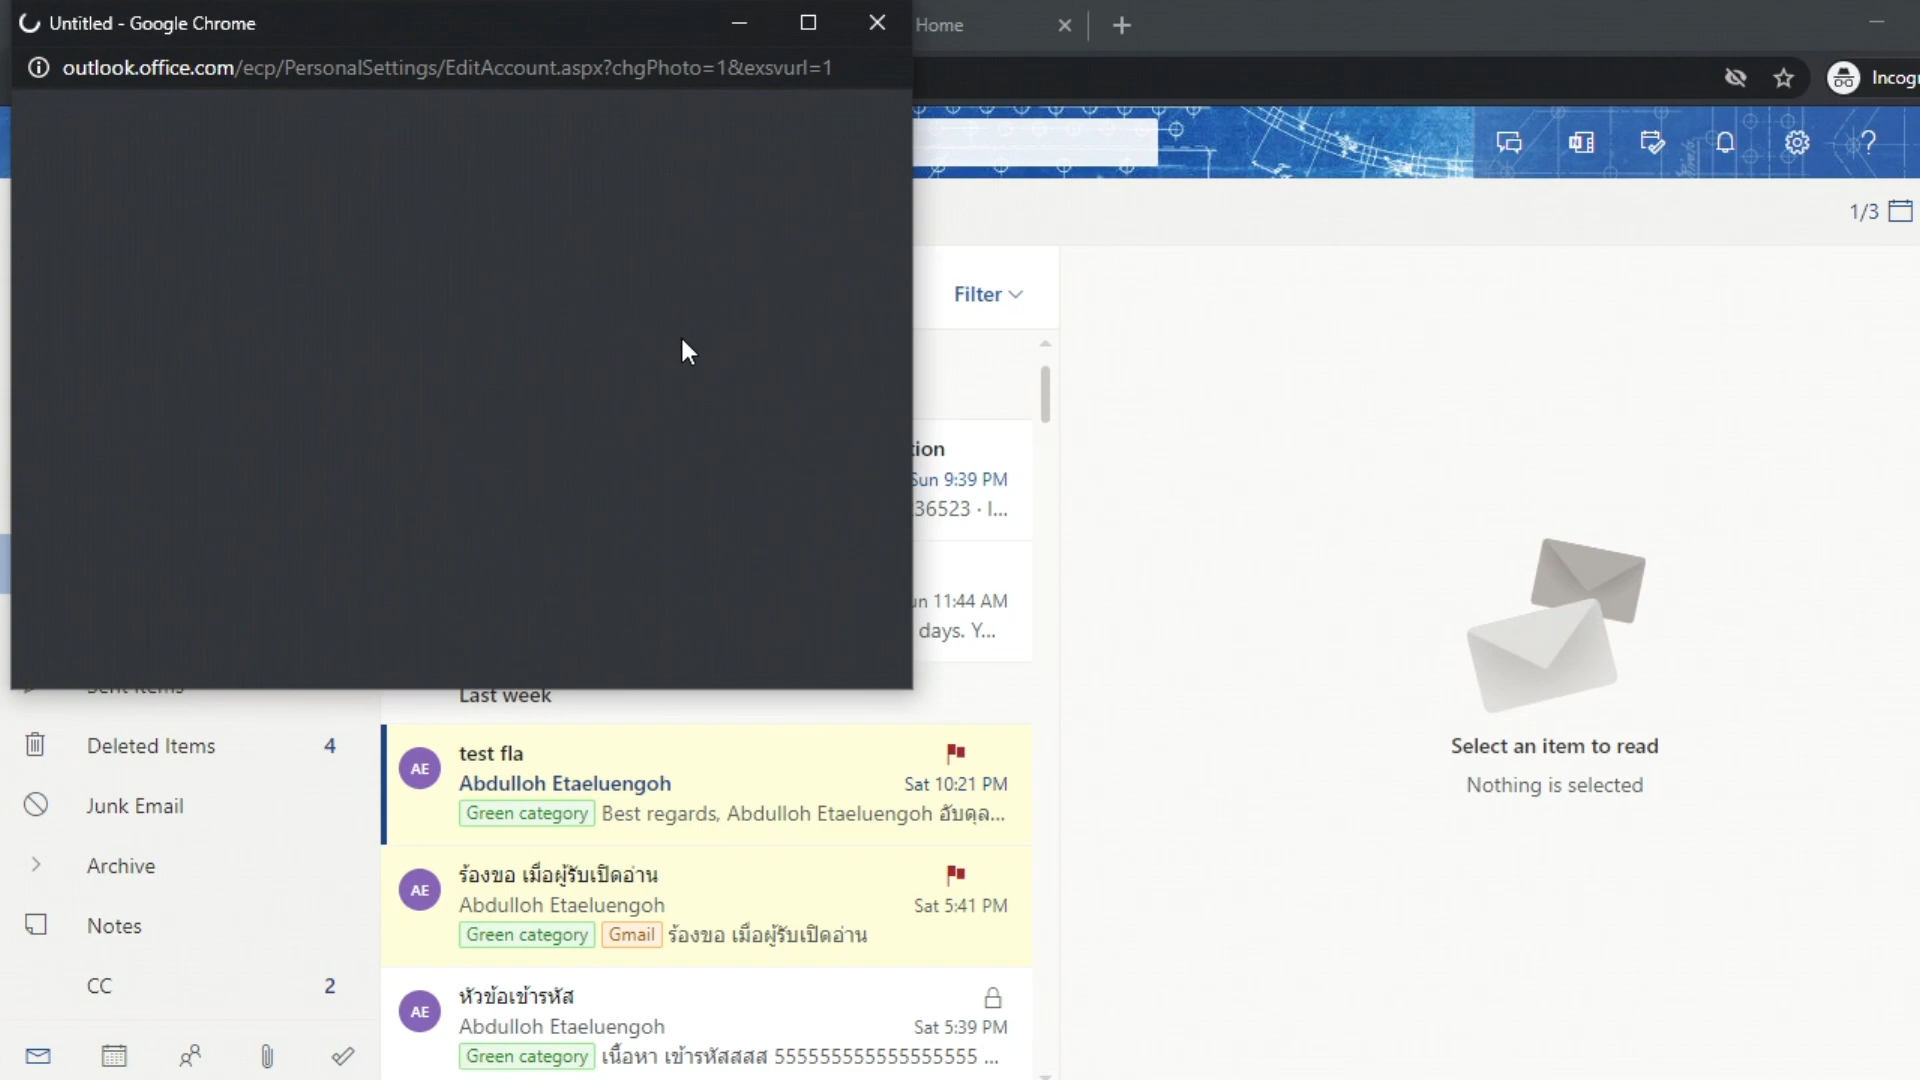 Untitled - Google Chrome
Home
outlook.office.com/ecp/PersonalSettings/EditAccount.aspx?chgPhoto=1&exsvurl=1
Incogn
1/3
Filter
tion
Sun 9:39 PM
36523 · I...
un 11:44 AM
days. Y...
Sent Items
Last week
Deleted Items 4
Junk Email
Archive
Notes
CC 2
AE
test fla
Abdulloh Etaeluengoh
Sat 10:21 PM
Green category Best regards, Abdulloh Etaeluengoh อับดุล...
AE
ร้องขอ เมื่อผู้รับเปิดอ่าน
Abdulloh Etaeluengoh
Sat 5:41 PM
Green category Gmail ร้องขอ เมื่อผู้รับเปิดอ่าน
AE
หัวข้อเข้ารหัส
Abdulloh Etaeluengoh
Sat 5:39 PM
Green category เนื้อหา เข้ารหัสสสส 555555555555555555 ...
Select an item to read
Nothing is selected